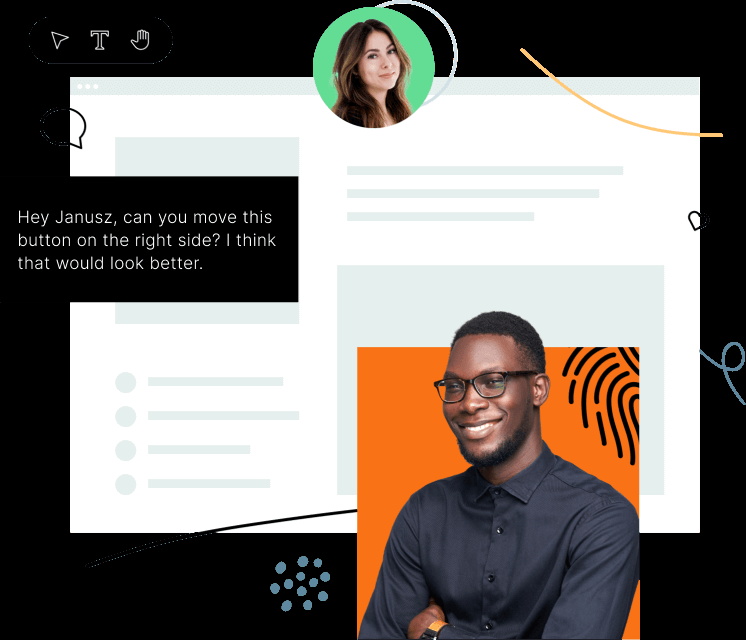 Hey Janusz, can you move this
button on the right side? I think
that would look better.